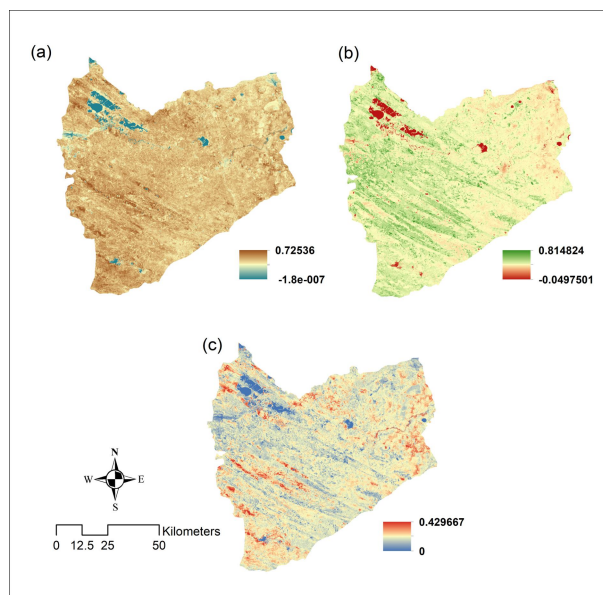 (a)
0.72536
-1.8e-007
(b)
0.814824
-0.0497501
(c)
0.429667
0
N
W E
S
Kilometers
0 12.5 25 50